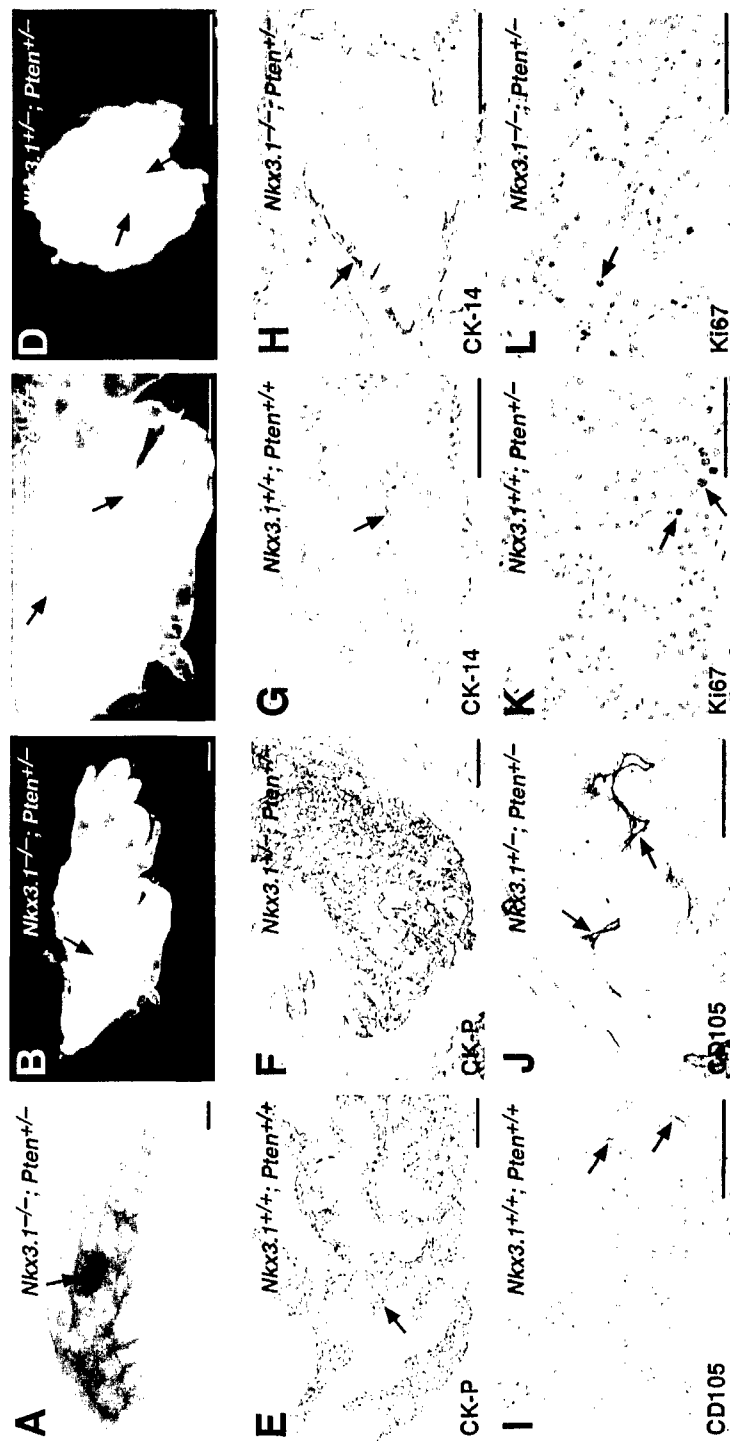 A
Nkx3.1−/−; Pten+/−
B
Nkx3.1−/−; Pten+/−
D
Nkx3.1+/−; Pten+/−
E
Nkx3.1+/+; Pten+/+
CK-P
F
Nkx3.1+/−; Pten+/−
CK-P
G
Nkx3.1+/+; Pten+/+
CK-14
H
Nkx3.1−/−; Pten+/−
CK-14
I
Nkx3.1+/+; Pten+/+
CD105
J
Nkx3.1+/−; Pten+/−
CD105
K
Nkx3.1+/+; Pten+/−
Ki67
L
Nkx3.1−/−; Pten+/−
Ki67